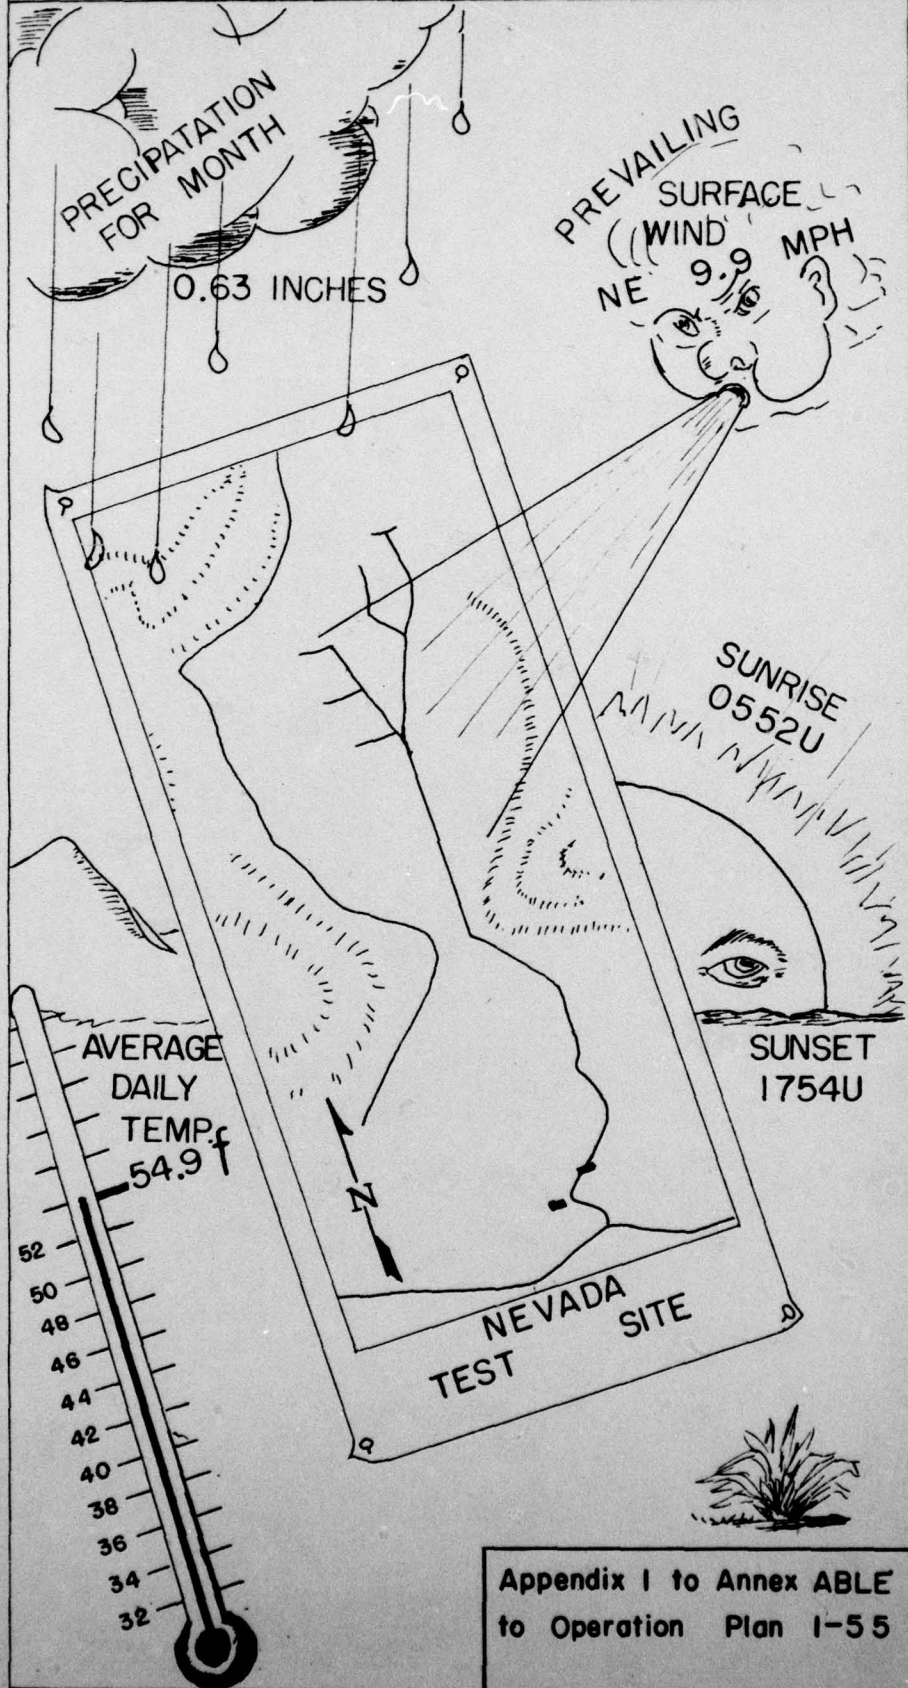 PRECIPATATION
FOR MONTH
0.63 INCHES
PREVAILING
SURFACE
WIND
NE 9.9 MPH
SUNRISE
0552U
SUNSET
1754U
AVERAGE
DAILY
TEMP.
54.9 f
52
50
48
46
44
42
40
38
36
34
32
N
NEVADA
TEST SITE
Appendix I to Annex ABLE
to Operation Plan 1-55